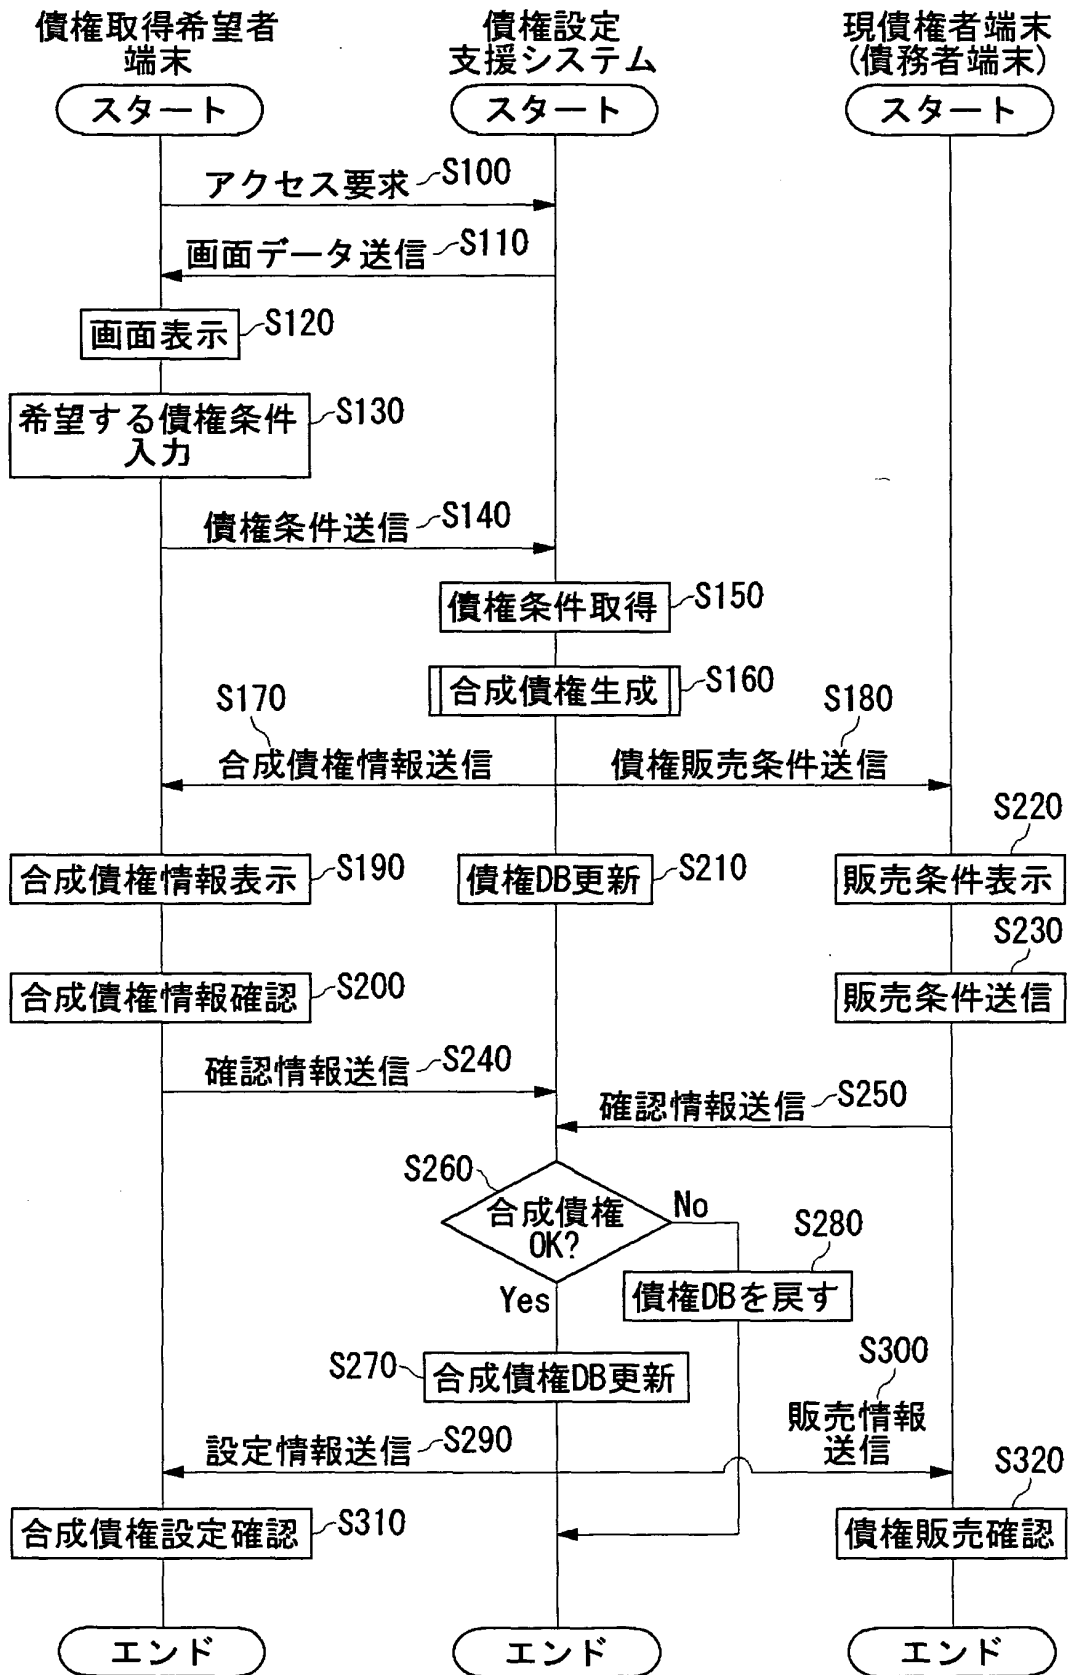 債権取得希望者
端末
債権設定
支援システム
現債権者端末
(債務者端末)
スタート
スタート
スタート
アクセス要求
S100
画面データ送信
S110
画面表示
S120
希望する債権条件
入力
S130
債権条件送信
S140
債権条件取得
S150
合成債権生成
S160
S170
合成債権情報送信
S180
債権販売条件送信
合成債権情報表示
S190
債権DB更新
S210
S220
販売条件表示
合成債権情報確認
S200
S230
販売条件送信
確認情報送信
S240
確認情報送信
S250
S260
合成債権
OK?
No
Yes
S280
債権DBを戻す
S270
合成債権DB更新
S300
販売情報
送信
設定情報送信
S290
合成債権設定確認
S310
S320
債権販売確認
エンド
エンド
エンド